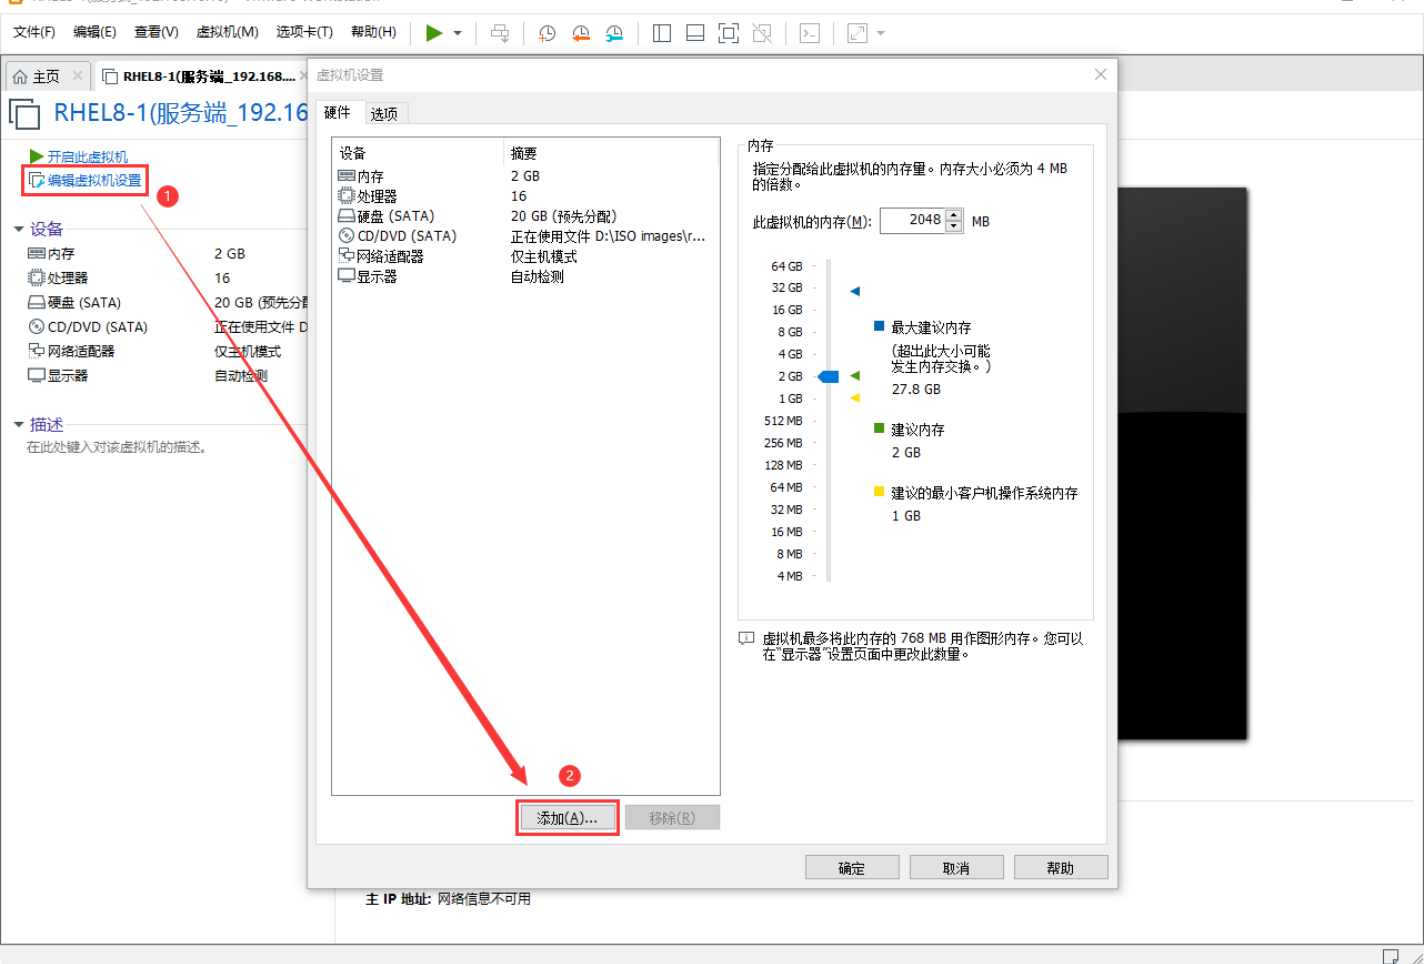 文件(F) 编辑(E) 查看(V) 虚拟机(M) 选项卡(T) 帮助(H)
主页 RHEL8-1(服务端_192.168....
RHEL8-1(服务端_192.16
开启此虚拟机
编辑虚拟机设置
1
设备
内存 2 GB
处理器 16
硬盘 (SATA) 20 GB (预先分
CD/DVD (SATA) 正在使用文件 D
网络适配器 仅主机模式
显示器 自动检测
描述
在此处键入对该虚拟机的描述。
虚拟机设置
硬件 选项
设备 摘要
内存 2 GB
处理器 16
硬盘 (SATA) 20 GB (预先分配)
CD/DVD (SATA) 正在使用文件 D:\ISO images\r...
网络适配器 仅主机模式
显示器 自动检测
2
添加(A)... 移除(R)
内存
指定分配给此虚拟机的内存量。内存大小必须为 4 MB
的倍数。
此虚拟机的内存(M): 2048 MB
64 GB
32 GB
16 GB
8 GB
4 GB
2 GB
1 GB
512 MB
256 MB
128 MB
64 MB
32 MB
16 MB
8 MB
4 MB
最大建议内存
(超出此大小可能
发生内存交换。)
27.8 GB
建议内存
2 GB
建议的最小客户机操作系统内存
1 GB
虚拟机最多将此内存的 768 MB 用作图形内存。您可以
在"显示器"设置页面中更改此数量。
确定 取消 帮助
主 IP 地址: 网络信息不可用